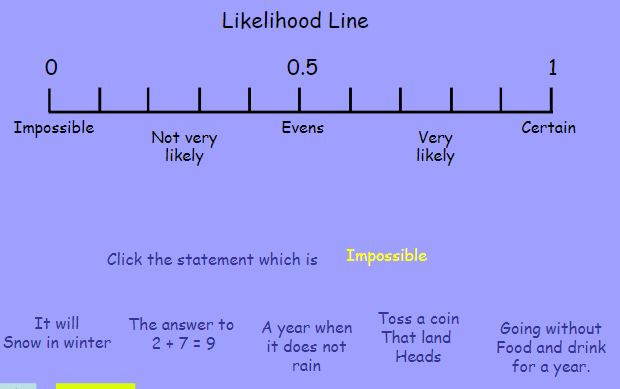 Likelihood Line
0 0.5 1
Impossible Evens Certain
Not very
likely
Very
likely
Click the statement which is Impossible
It will
Snow in winter
The answer to
2 + 7 = 9
A year when
it does not
rain
Toss a coin
That land
Heads
Going without
Food and drink
for a year.